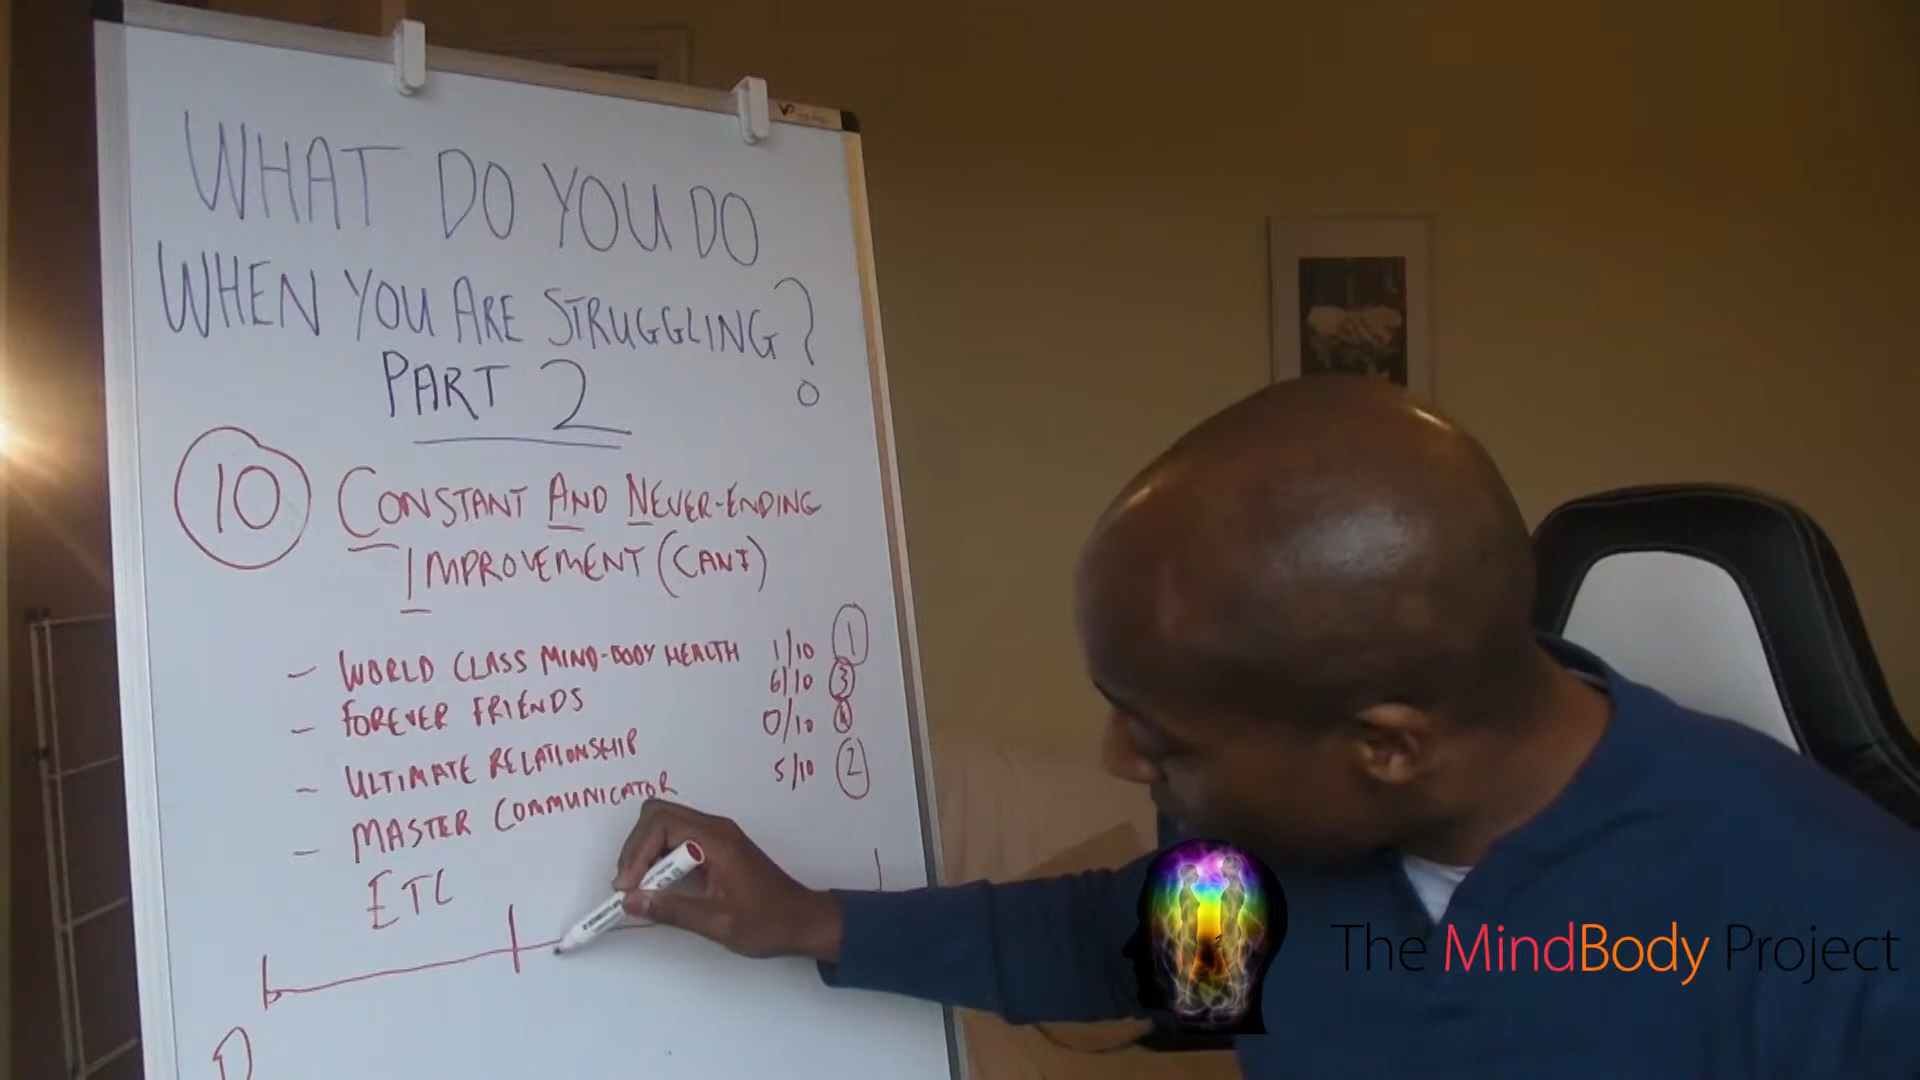 WHAT DO YOU DO
WHEN YOU ARE STRUGGLING?
PART 2
10 CONSTANT AND NEVER-ENDING
IMPROVEMENT (CANI)
- WORLD CLASS MIND-BODY HEALTH 1/10 1
- FOREVER FRIENDS 6/10 3
- ULTIMATE RELATIONSHIP 0/10 4
- MASTER COMMUNICATOR 5/10 2
ETC
0
The MindBody Project